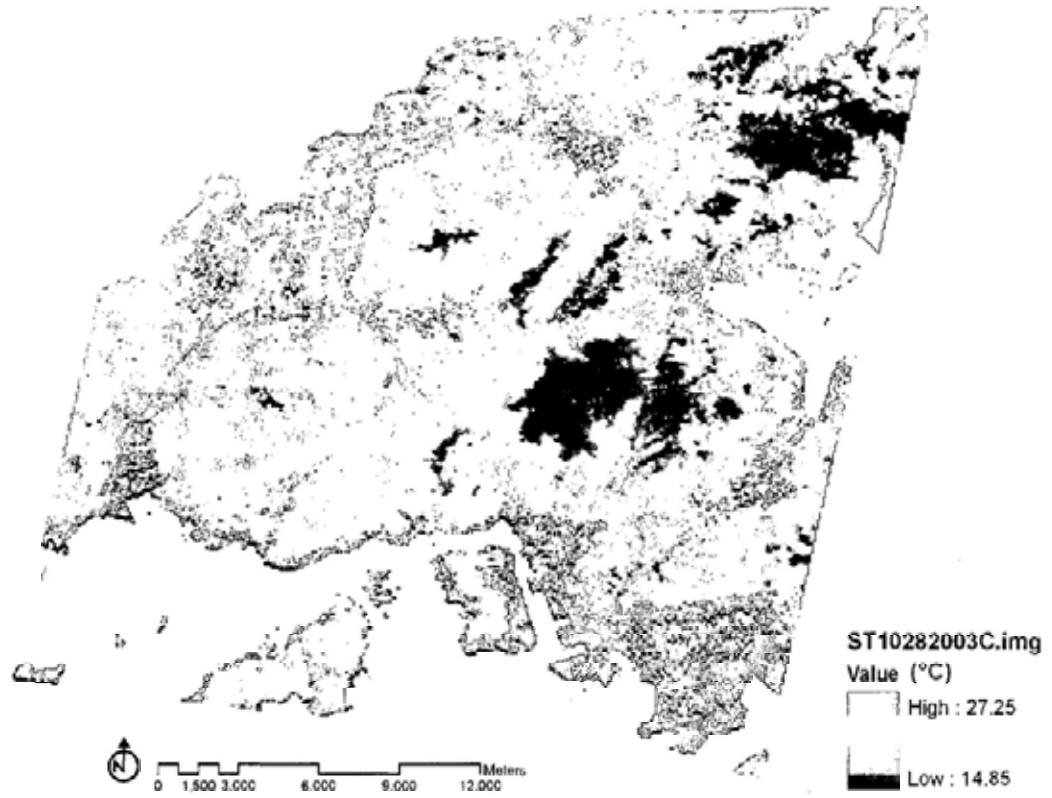 ST10282003C.img
Value (°C)
High : 27.25
Low : 14.85
N
Meters
0 1,500 3,000 6,000 9,000 12,000